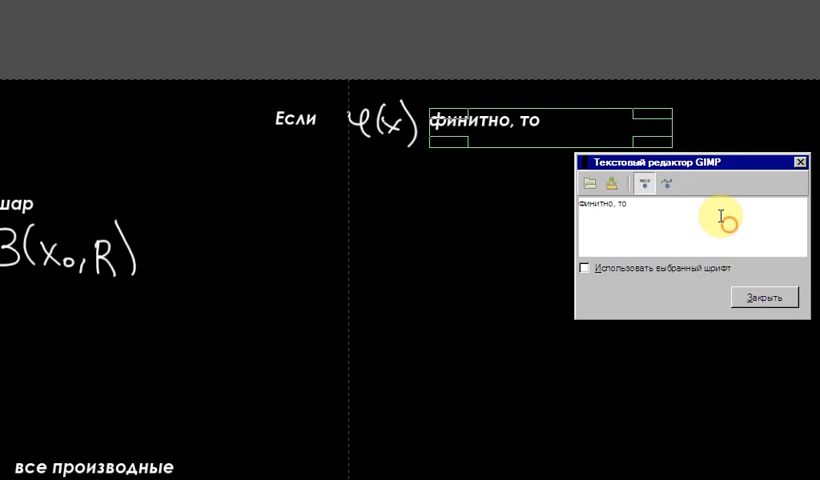 Если φ(x) финитно, то
Текстовый редактор GIMP
финитно, то
шар
B(x₀, R)
Использовать выбранный шрифт
Закрыть
все производные